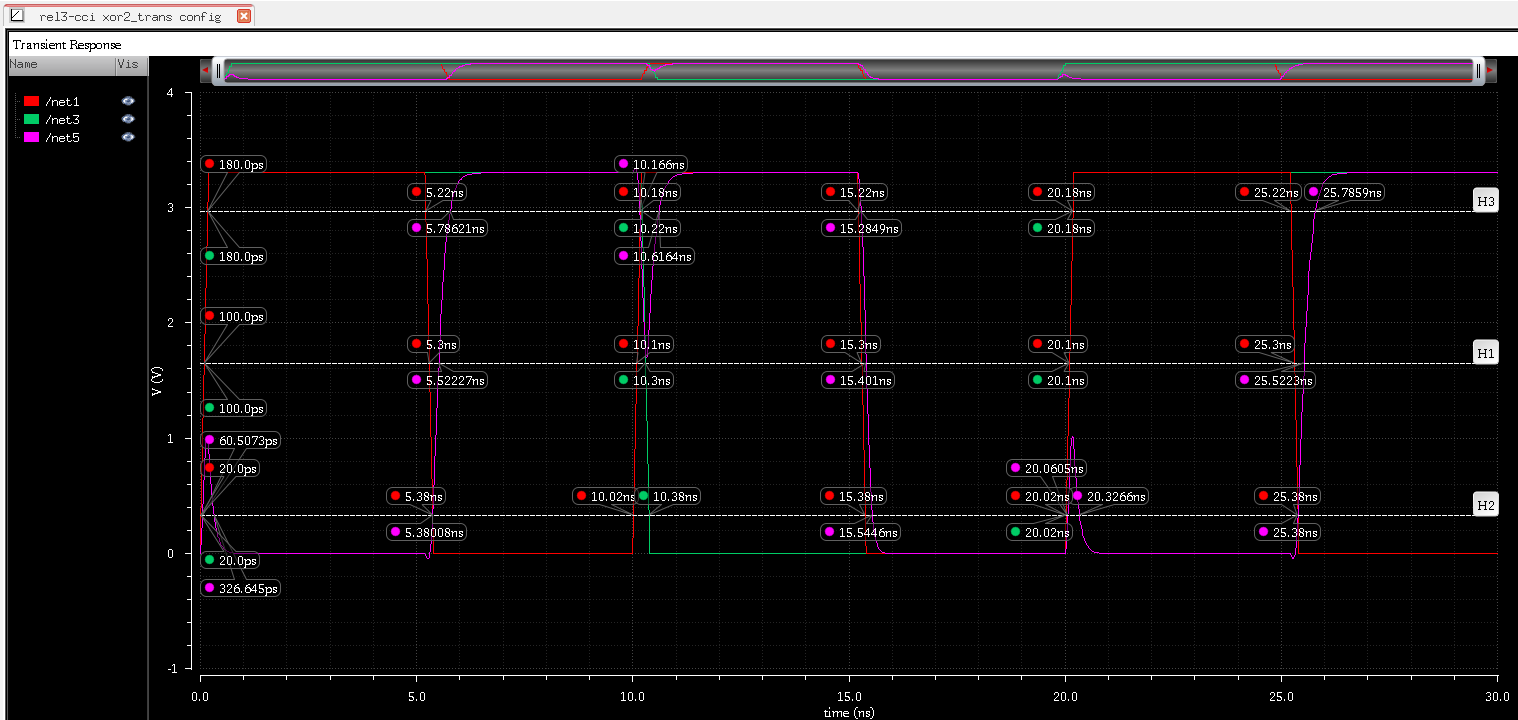 rel3-cci xor2_trans config
Transient Response
Name Vis
/net1
/net3
/net5
V (V)
4
3
2
1
0
-1
180.0ps 10.166ns
5.22ns 10.18ns 15.22ns 20.18ns 25.22ns 25.7859ns
H3
5.78621ns 10.22ns 15.2849ns 20.18ns
180.0ps 10.6164ns
100.0ps
5.3ns 10.1ns 15.3ns 20.1ns 25.3ns
H1
5.52227ns 10.3ns 15.401ns 20.1ns 25.5223ns
100.0ps
60.5073ps
20.0ps 20.0605ns
5.38ns 10.02ns 10.38ns 15.38ns 20.02ns 20.3266ns 25.38ns
H2
5.38008ns 15.5446ns 20.02ns 25.38ns
20.0ps
326.645ps
0.0 5.0 10.0 15.0 20.0 25.0 30.0
time (ns)